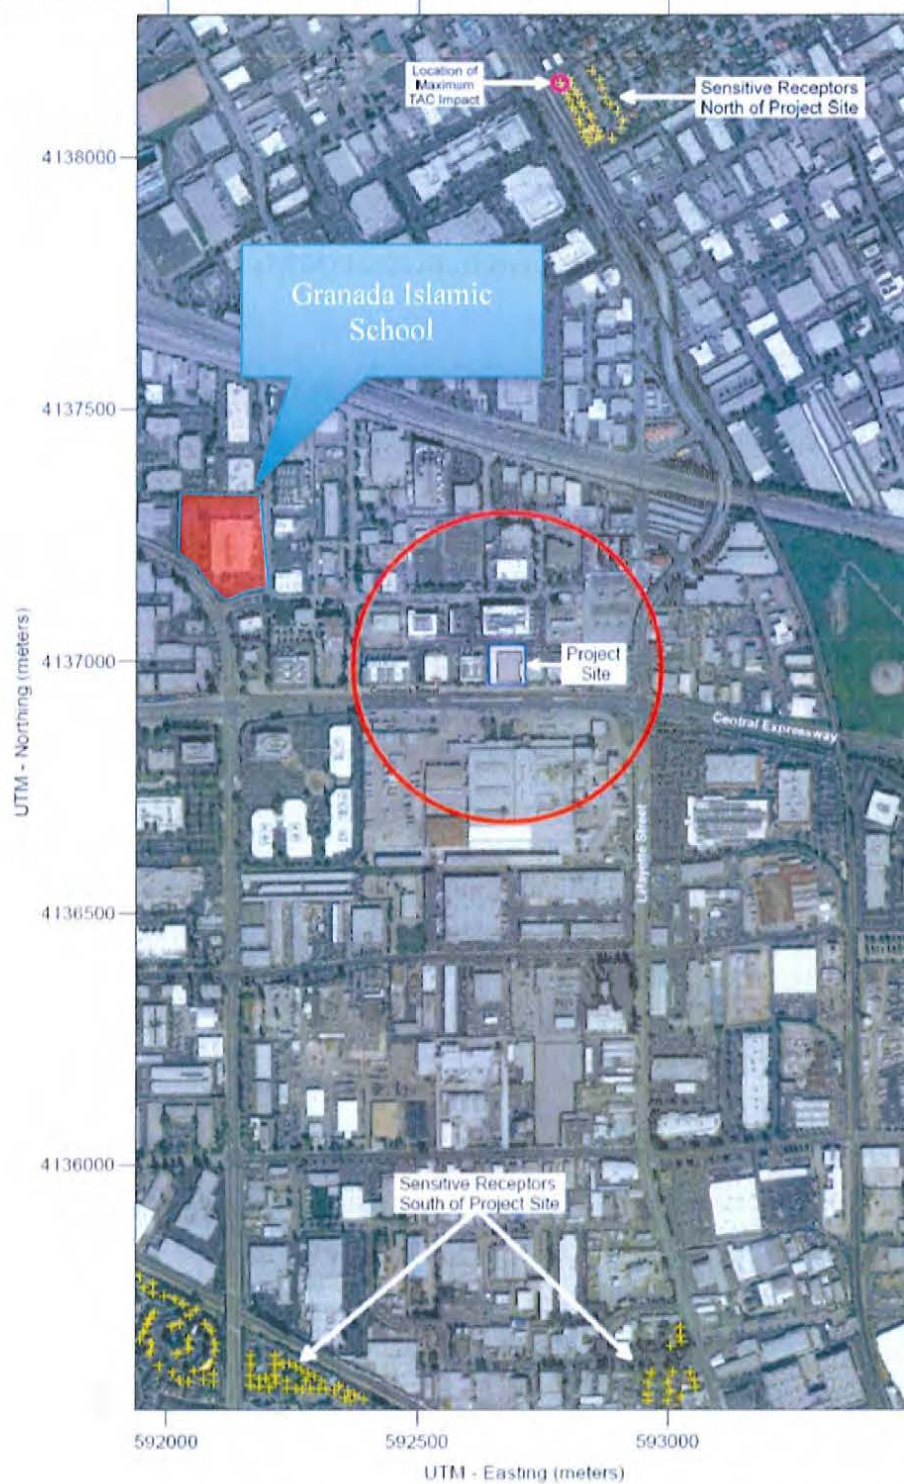 Location of
Maximum
TAC Impact
Sensitive Receptors
North of Project Site
4138000
Granada Islamic
School
4137500
Project
Site
4137000
Central Expressway
UTM - Northing (meters)
Lafayette Street
4136500
4136000
Sensitive Receptors
South of Project Site
592000
592500
593000
UTM - Easting (meters)